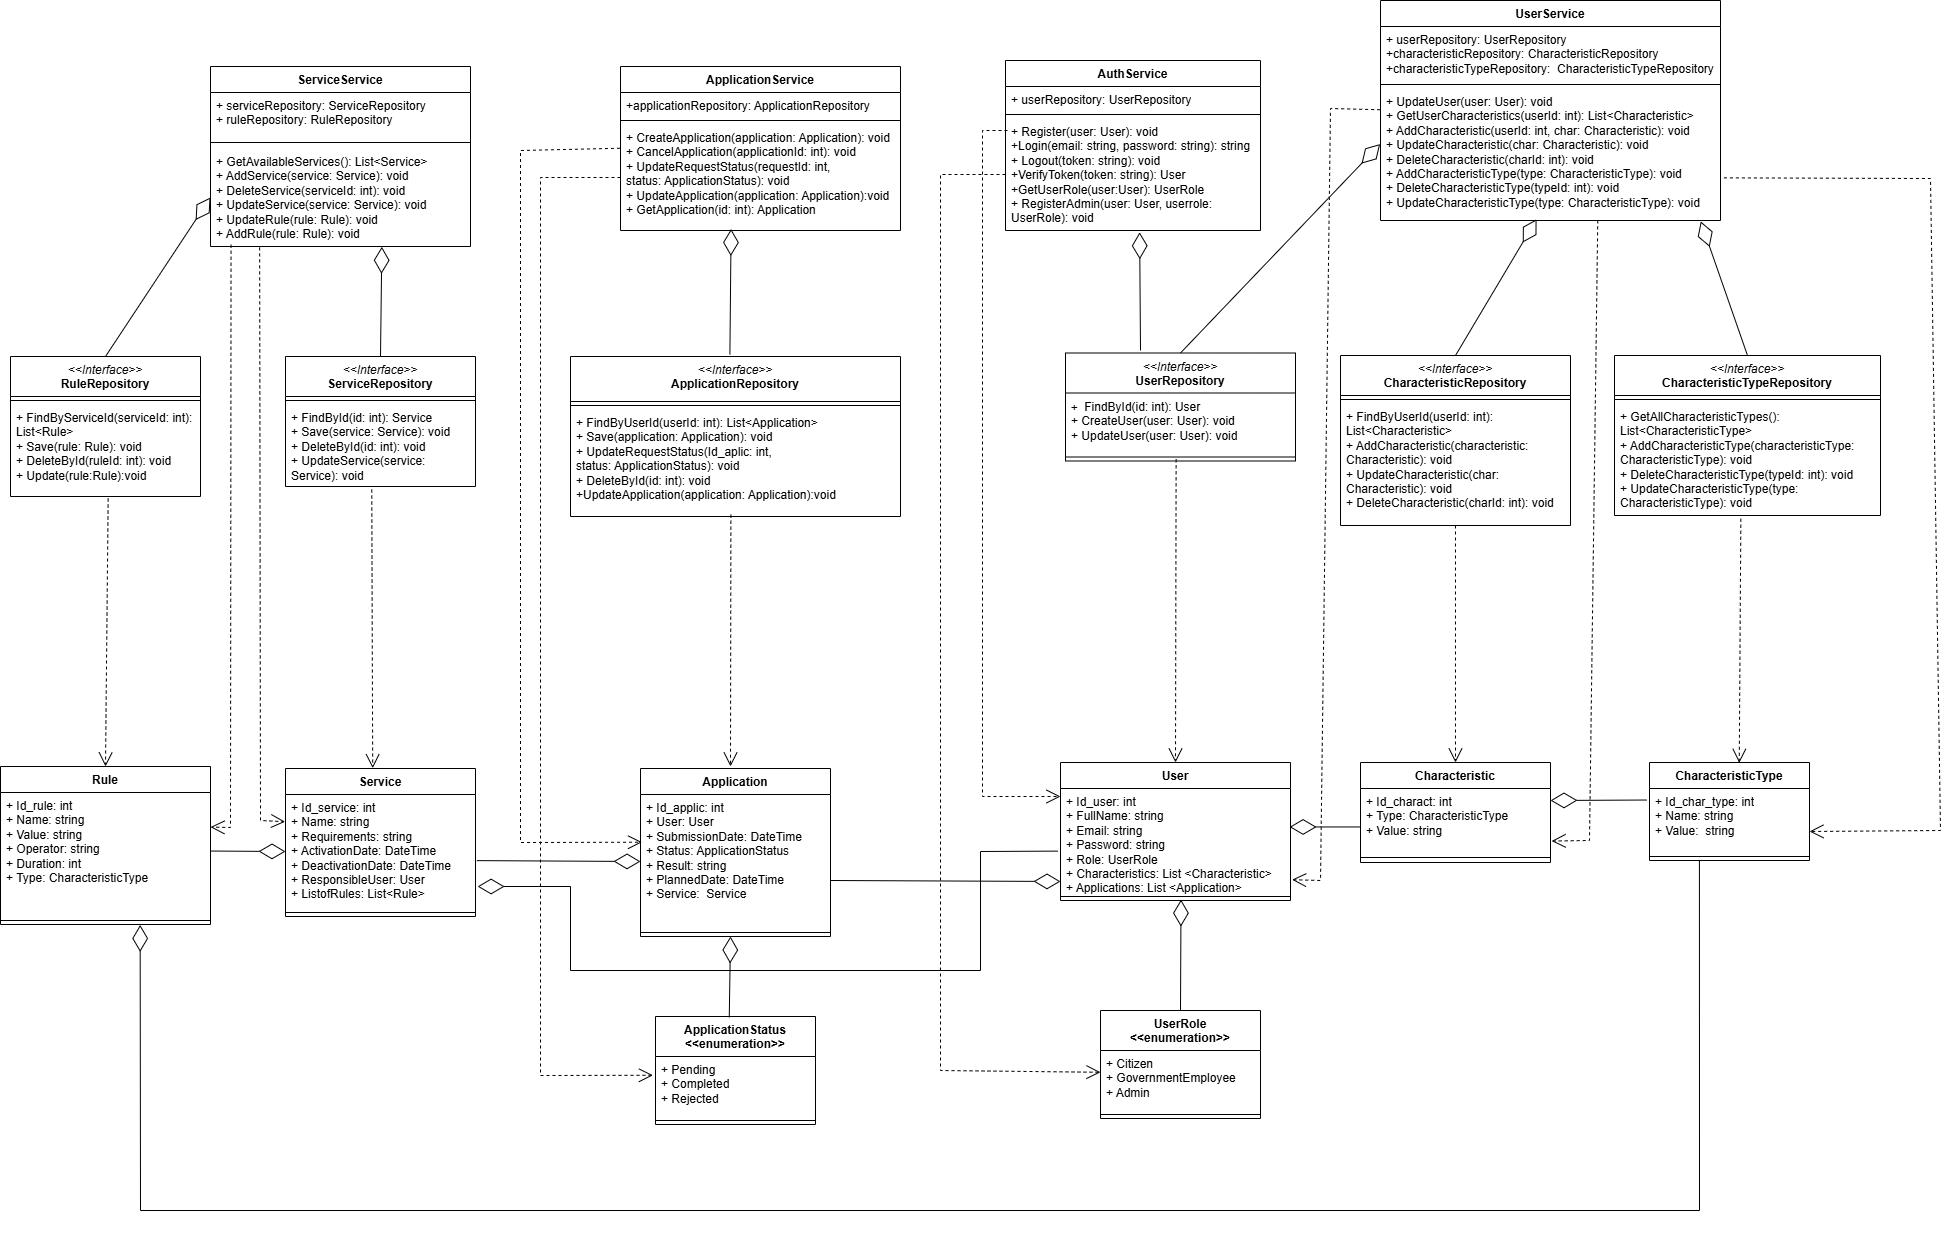 ServiceService
+ serviceRepository: ServiceRepository
+ ruleRepository: RuleRepository
+ GetAvailableServices(): List<Service>
+ AddService(service: Service): void
+ DeleteService(serviceId: int): void
+ UpdateService(service: Service): void
+ UpdateRule(rule: Rule): void
+ AddRule(rule: Rule): void
ApplicationService
+applicationRepository: ApplicationRepository
+ CreateApplication(application: Application): void
+ CancelApplication(applicationId: int): void
+ UpdateRequestStatus(requestId: int,
status: ApplicationStatus): void
+ UpdateApplication(application: Application):void
+ GetApplication(id: int): Application
AuthService
+ userRepository: UserRepository
+ Register(user: User): void
+Login(email: string, password: string): string
+ Logout(token: string): void
+VerifyToken(token: string): User
+GetUserRole(user:User): UserRole
+ RegisterAdmin(user: User, userrole:
UserRole): void
UserService
+ userRepository: UserRepository
+characteristicRepository: CharacteristicRepository
+characteristicTypeRepository:  CharacteristicTypeRepository
+ UpdateUser(user: User): void
+ GetUserCharacteristics(userId: int): List<Characteristic>
+ AddCharacteristic(userId: int, char: Characteristic): void
+ UpdateCharacteristic(char: Characteristic): void
+ DeleteCharacteristic(charId: int): void
+ AddCharacteristicType(type: CharacteristicType): void
+ DeleteCharacteristicType(typeId: int): void
+ UpdateCharacteristicType(type: CharacteristicType): void
<<Interface>>
RuleRepository
+ FindByServiceId(serviceId: int):
List<Rule>
+ Save(rule: Rule): void
+ DeleteById(ruleId: int): void
+ Update(rule:Rule):void
<<Interface>>
ServiceRepository
+ FindById(id: int): Service
+ Save(service: Service): void
+ DeleteById(id: int): void
+ UpdateService(service:
Service): void
<<Interface>>
ApplicationRepository
+ FindByUserId(userId: int): List<Application>
+ Save(application: Application): void
+ UpdateRequestStatus(Id_aplic: int,
status: ApplicationStatus): void
+ DeleteById(id: int): void
+UpdateApplication(application: Application):void
<<Interface>>
UserRepository
+  FindById(id: int): User
+ CreateUser(user: User): void
+ UpdateUser(user: User): void
<<Interface>>
CharacteristicRepository
+ FindByUserId(userId: int):
List<Characteristic>
+ AddCharacteristic(characteristic:
Characteristic): void
+ UpdateCharacteristic(char:
Characteristic): void
+ DeleteCharacteristic(charId: int): void
<<Interface>>
CharacteristicTypeRepository
+ GetAllCharacteristicTypes():
List<CharacteristicType>
+ AddCharacteristicType(characteristicType:
CharacteristicType): void
+ DeleteCharacteristicType(typeId: int): void
+ UpdateCharacteristicType(type:
CharacteristicType): void
Rule
+ Id_rule: int
+ Name: string
+ Value: string
+ Operator: string
+ Duration: int
+ Type: CharacteristicType
Service
+ Id_service: int
+ Name: string
+ Requirements: string
+ ActivationDate: DateTime
+ DeactivationDate: DateTime
+ ResponsibleUser: User
+ ListofRules: List<Rule>
Application
+ Id_applic: int
+ User: User
+ SubmissionDate: DateTime
+ Status: ApplicationStatus
+ Result: string
+ PlannedDate: DateTime
+ Service:  Service
User
+ Id_user: int
+ FullName: string
+ Email: string
+ Password: string
+ Role: UserRole
+ Characteristics: List <Characteristic>
+ Applications: List <Application>
Characteristic
+ Id_charact: int
+ Type: CharacteristicType
+ Value: string
CharacteristicType
+ Id_char_type: int
+ Name: string
+ Value:  string
ApplicationStatus
<<enumeration>>
+ Pending
+ Completed
+ Rejected
UserRole
<<enumeration>>
+ Citizen
+ GovernmentEmployee
+ Admin